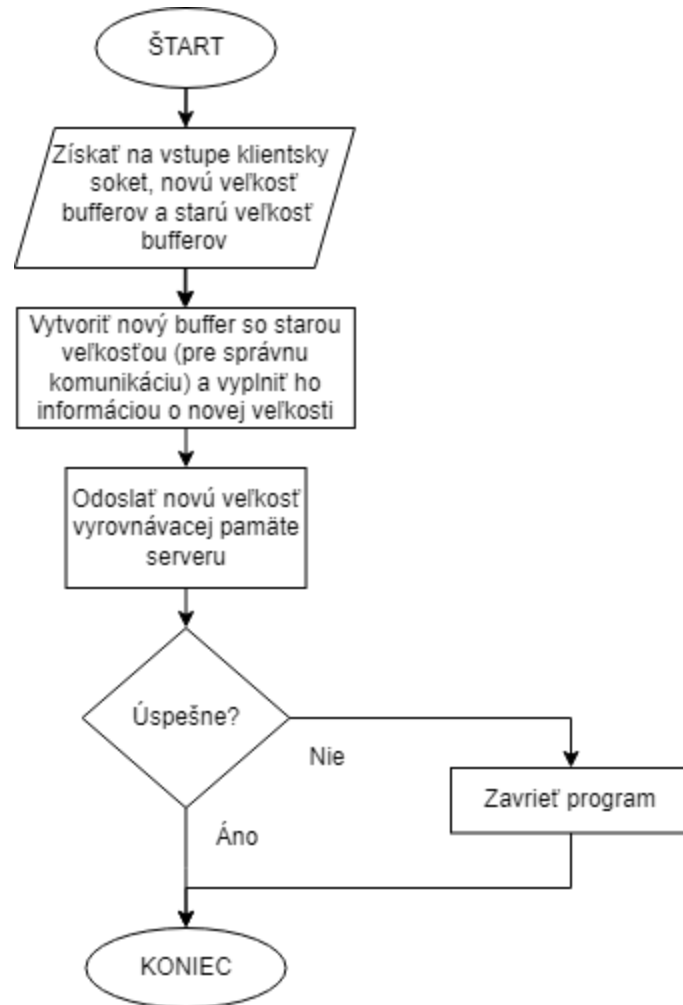 ŠTART
Získať na vstupe klientsky
soket, novú veľkosť
bufferov a starú veľkosť
bufferov
Vytvoriť nový buffer so starou
veľkosťou (pre správnu
komunikáciu) a vyplniť ho
informáciou o novej veľkosti
Odoslať novú veľkosť
vyrovnávacej pamäte
serveru
Úspešne?
Nie
Zavrieť program
Áno
KONIEC